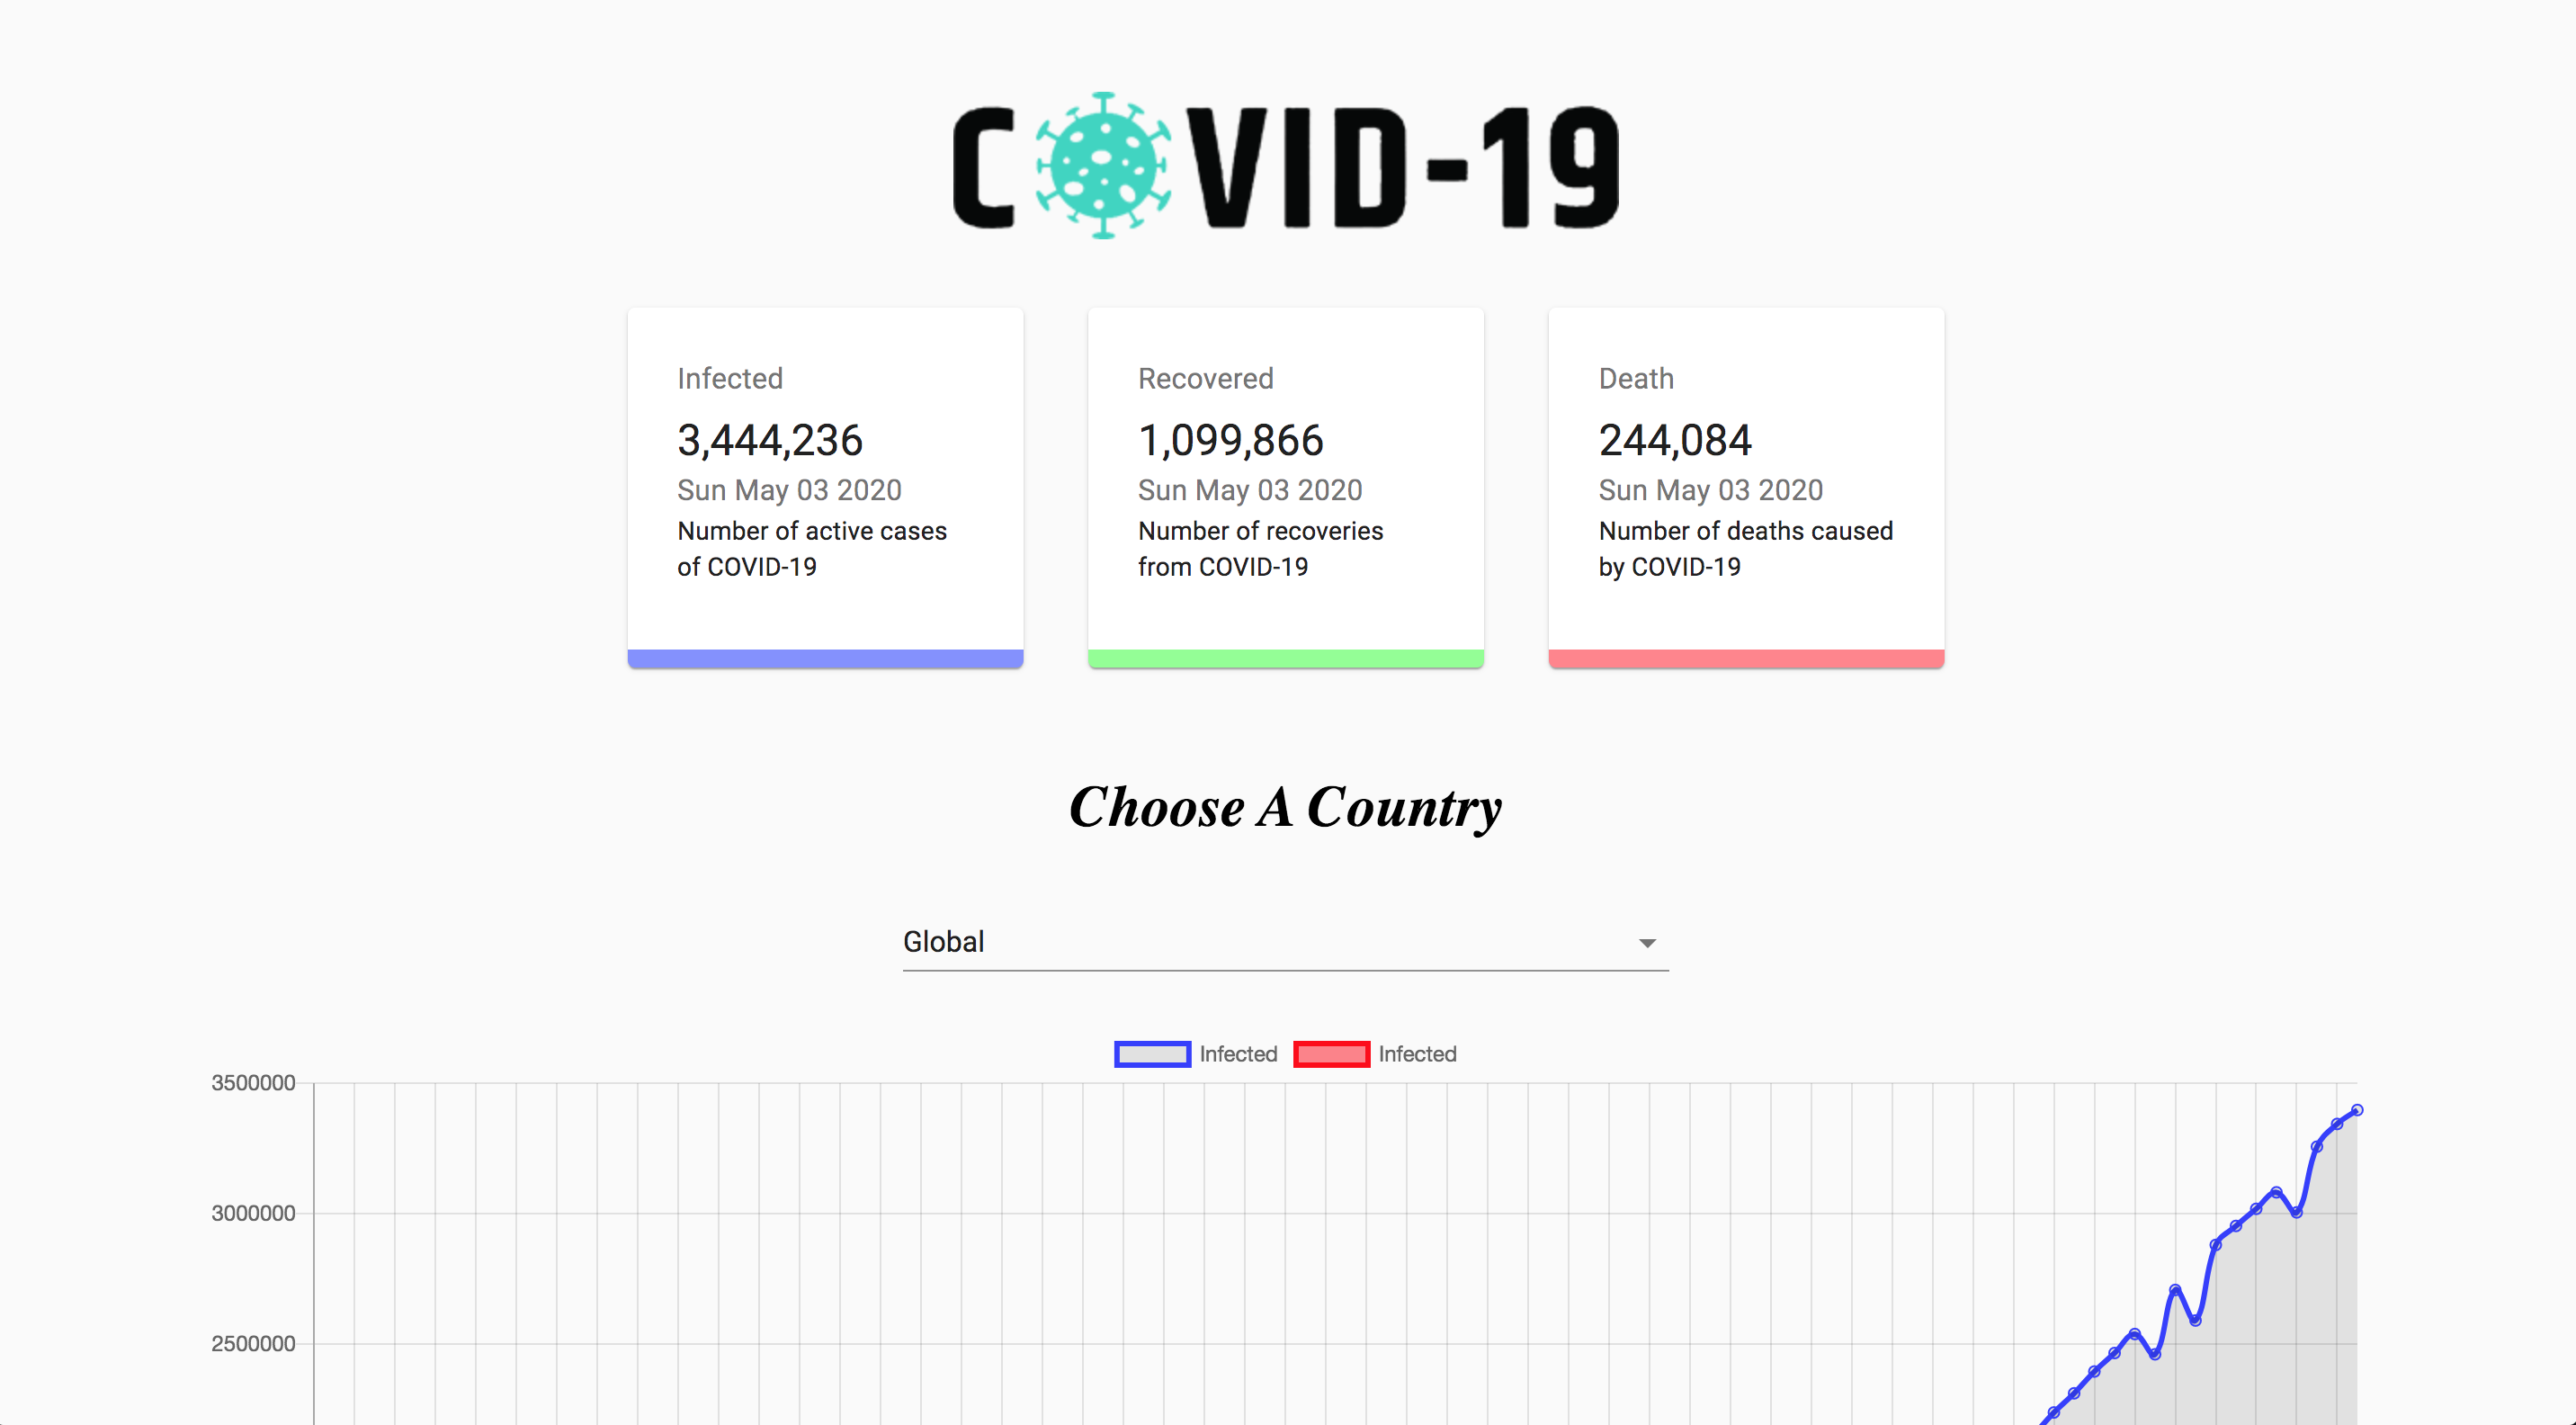 COVID-19
Infected
3,444,236
Sun May 03 2020
Number of active cases
of COVID-19
Recovered
1,099,866
Sun May 03 2020
Number of recoveries
from COVID-19
Death
244,084
Sun May 03 2020
Number of deaths caused
by COVID-19
Choose A Country
Global
Infected Infected
3500000
3000000
2500000